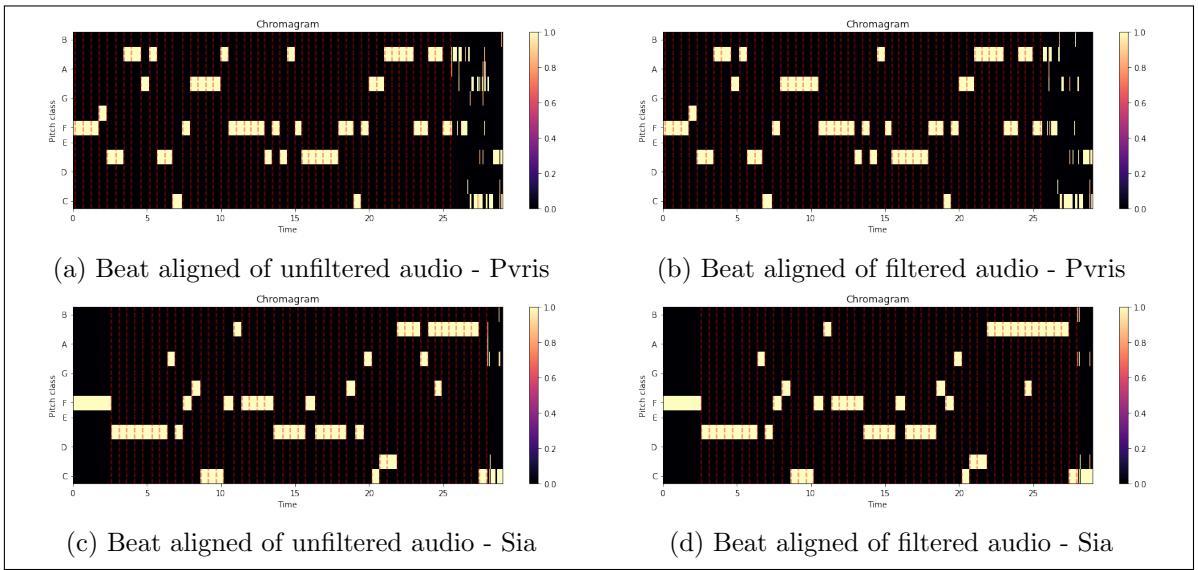 Chromagram
B
A
G
F
E
D
C
Pitch class
0 5 10 15 20 25
Time
1.0
0.8
0.6
0.4
0.2
0.0
(a) Beat aligned of unfiltered audio - Pvris
Chromagram
B
A
G
F
E
D
C
Pitch class
0 5 10 15 20 25
Time
1.0
0.8
0.6
0.4
0.2
0.0
(b) Beat aligned of filtered audio - Pvris
Chromagram
B
A
G
F
E
D
C
Pitch class
0 5 10 15 20 25
Time
1.0
0.8
0.6
0.4
0.2
0.0
(c) Beat aligned of unfiltered audio - Sia
Chromagram
B
A
G
F
E
D
C
Pitch class
0 5 10 15 20 25
Time
1.0
0.8
0.6
0.4
0.2
0.0
(d) Beat aligned of filtered audio - Sia